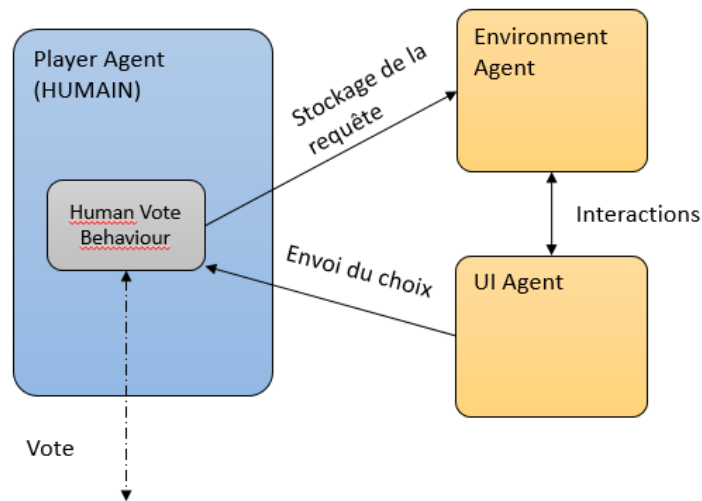 Player Agent
(HUMAIN)
Human Vote
Behaviour
Stockage de la
requête
Environment
Agent
Interactions
Envoi du choix
UI Agent
Vote